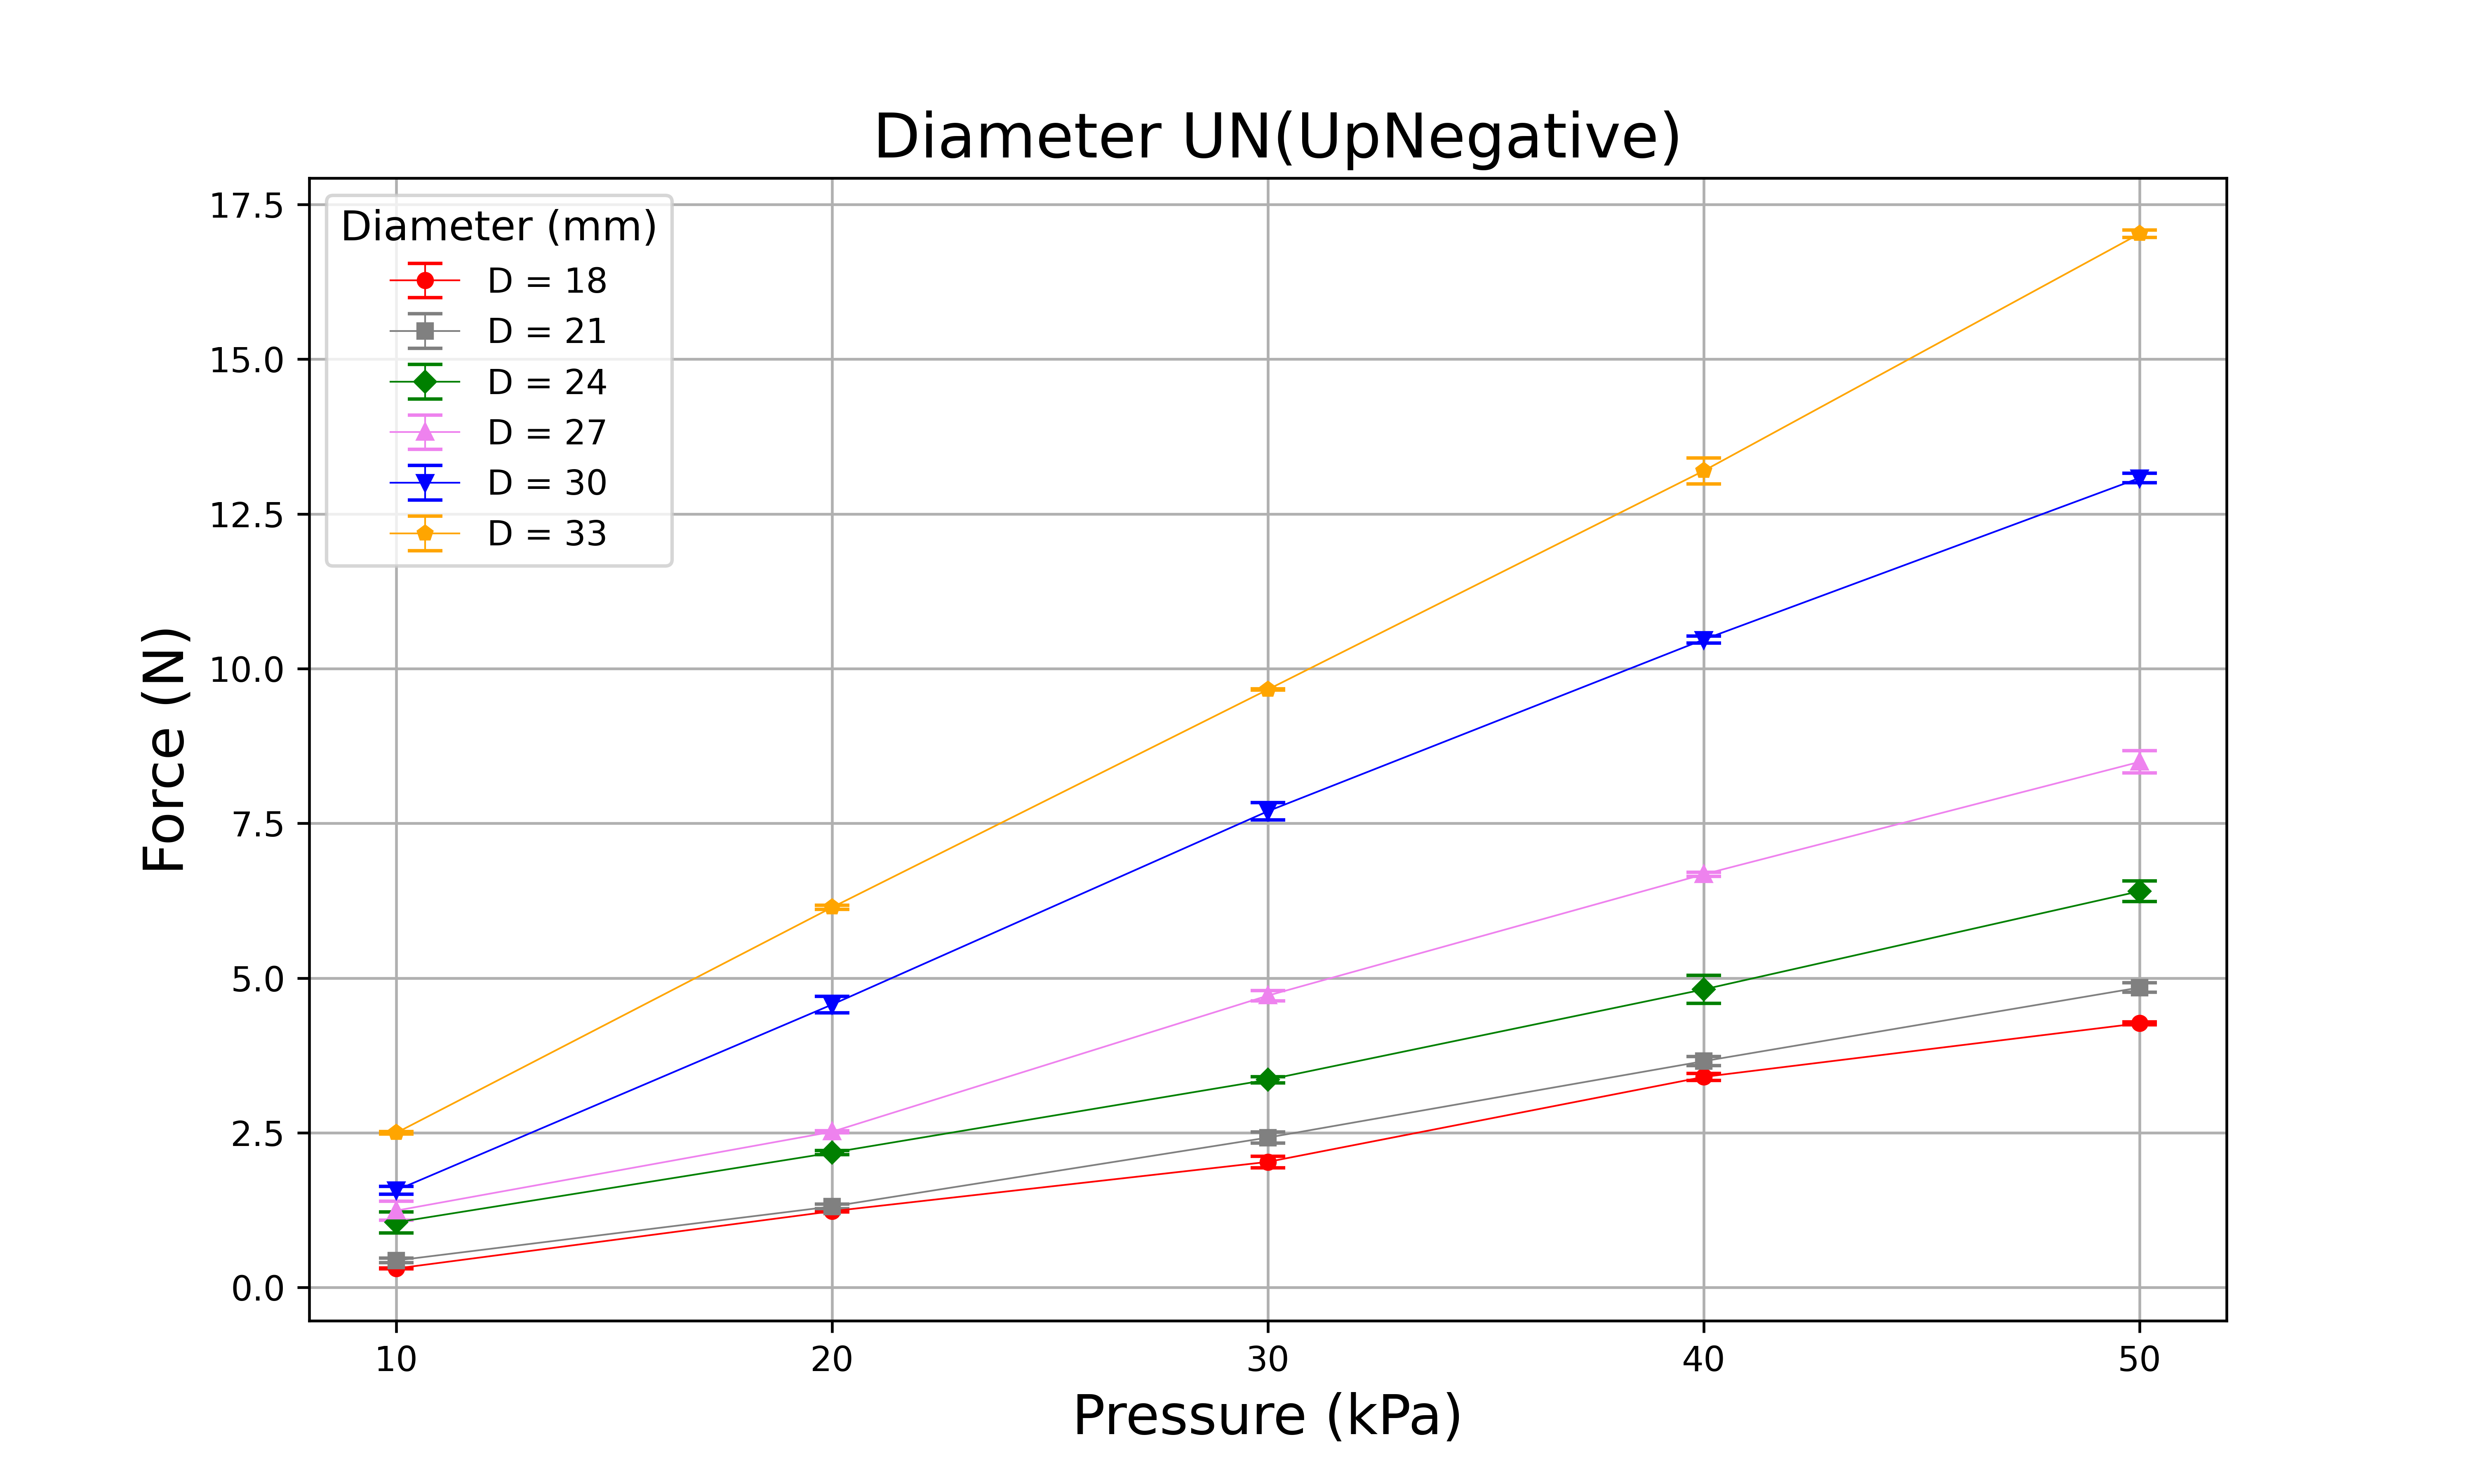 Diameter UN(UpNegative)
17.5
15.0
12.5
10.0
7.5
5.0
2.5
0.0
Force (N)
Diameter (mm)
D = 18
D = 21
D = 24
D = 27
D = 30
D = 33
10 20 30 40 50
Pressure (kPa)